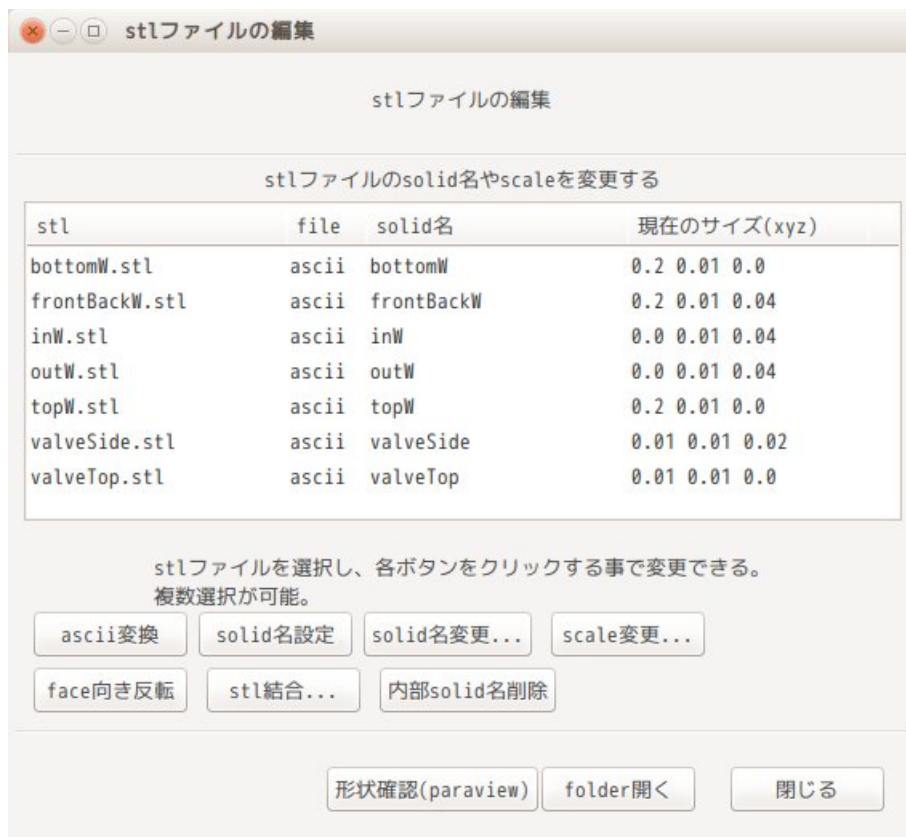 stlファイルの編集
stlファイルの編集
stlファイルのsolid名やscaleを変更する
stl file solid名 現在のサイズ(xyz)
bottomW.stl ascii bottomW 0.2 0.01 0.0
frontBackW.stl ascii frontBackW 0.2 0.01 0.04
inW.stl ascii inW 0.0 0.01 0.04
outW.stl ascii outW 0.0 0.01 0.04
topW.stl ascii topW 0.2 0.01 0.0
valveSide.stl ascii valveSide 0.01 0.01 0.02
valveTop.stl ascii valveTop 0.01 0.01 0.0
stlファイルを選択し、各ボタンをクリックする事で変更できる。
複数選択が可能。
ascii変換 solid名設定 solid名変更... scale変更...
face向き反転 stl結合... 内部solid名削除
形状確認(paraview) folder開く 閉じる